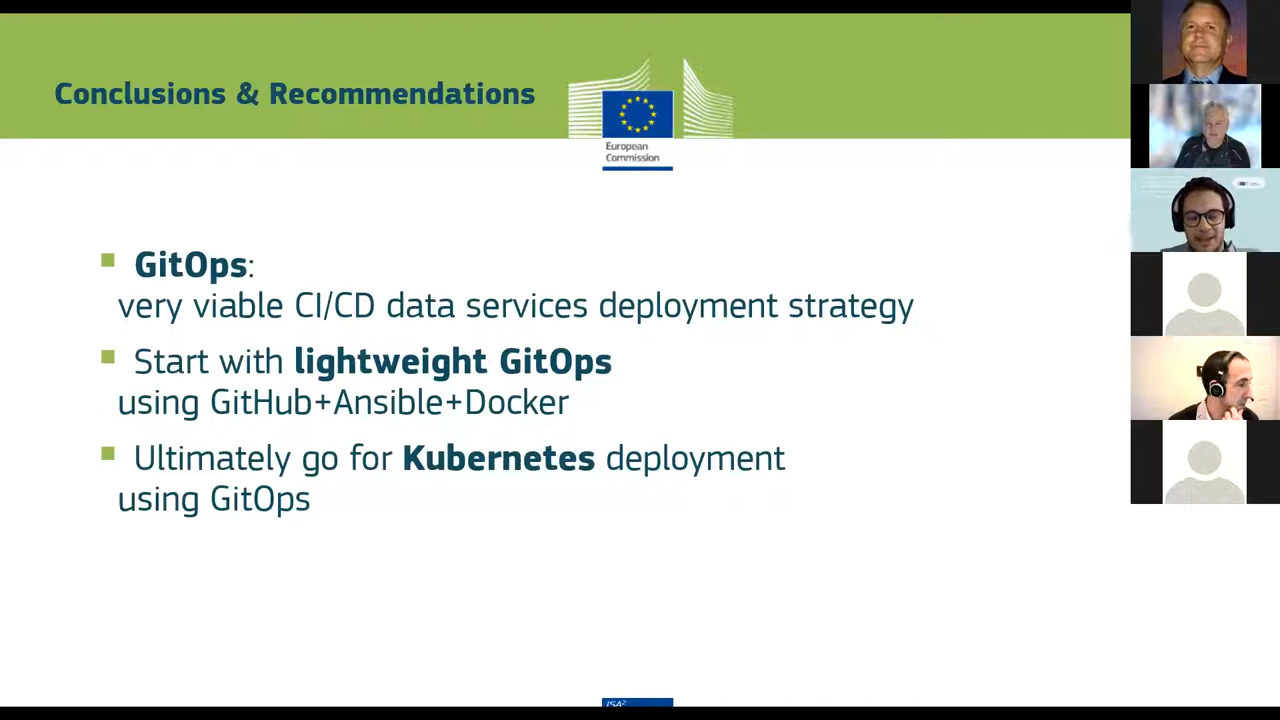 Conclusions & Recommendations
European
Commission
GitOps:
very viable CI/CD data services deployment strategy
Start with lightweight GitOps
using GitHub+Ansible+Docker
Ultimately go for Kubernetes deployment
using GitOps
ISA²